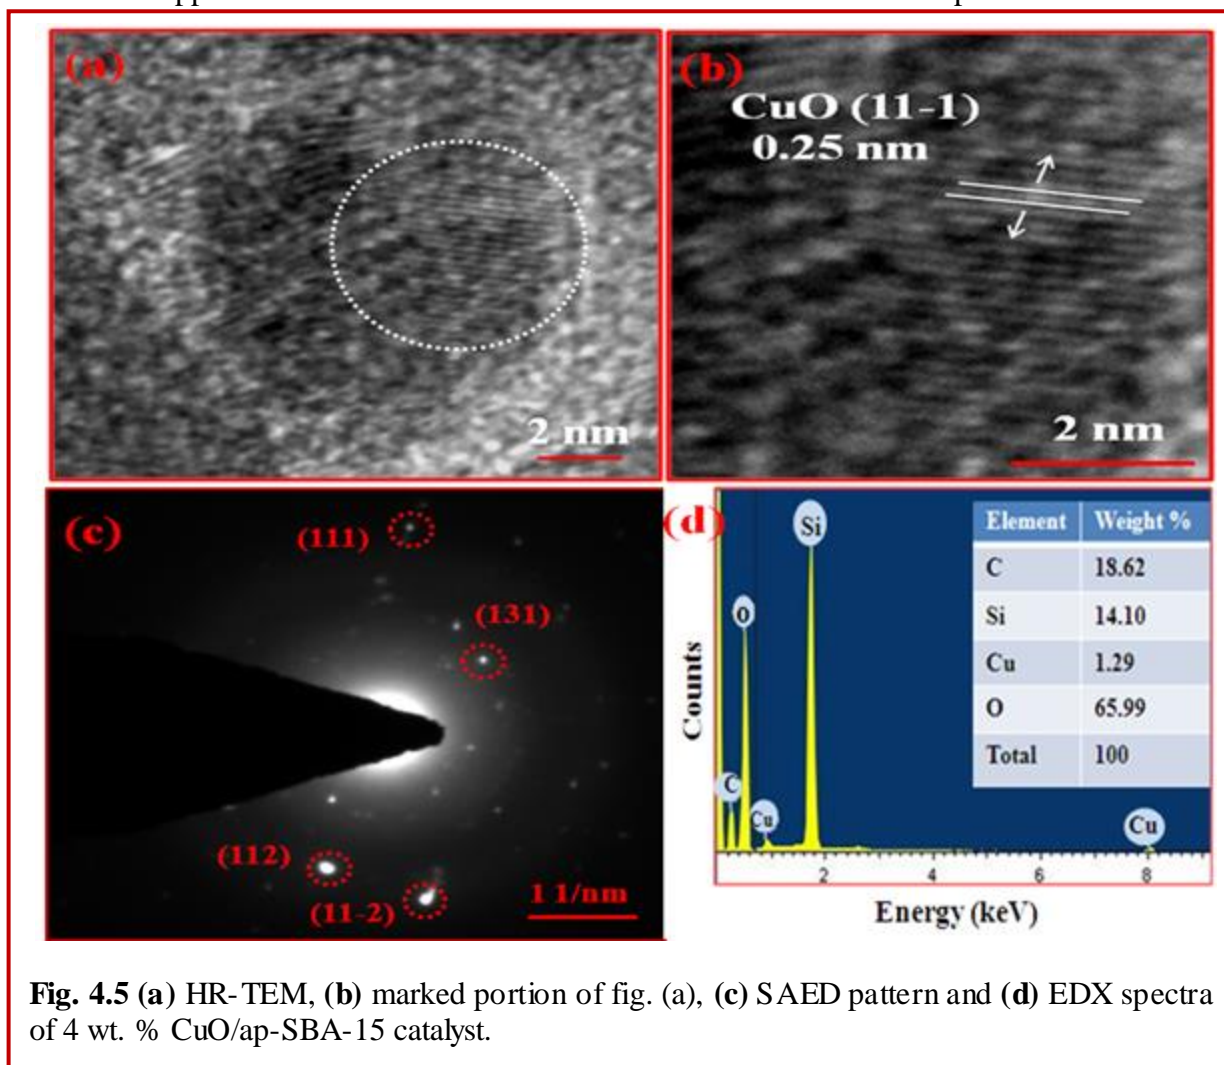 (a)
2 nm
(b)
CuO (11-1)
0.25 nm
2 nm
(c)
(111)
(131)
(112)
(11-2)
1 1/nm
(d)
Si
O
C
Cu
Cu
Element Weight %
C 18.62
Si 14.10
Cu 1.29
O 65.99
Total 100
Counts
2 4 6 8
Energy (keV)
Fig. 4.5 (a) HR-TEM, (b) marked portion of fig. (a), (c) SAED pattern and (d) EDX spectra
of 4 wt. % CuO/ap-SBA-15 catalyst.